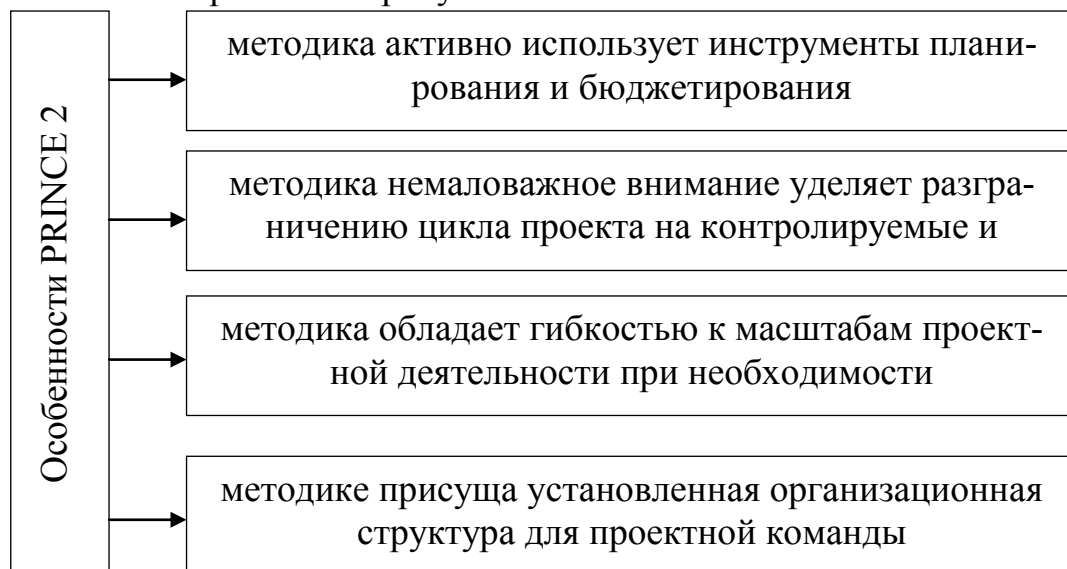 Особенности PRINCE 2
методика активно использует инструменты плани-
рования и бюджетирования
методика немаловажное внимание уделяет разгра-
ничению цикла проекта на контролируемые и
методика обладает гибкостью к масштабам проект-
ной деятельности при необходимости
методике присуща установленная организационная
структура для проектной команды